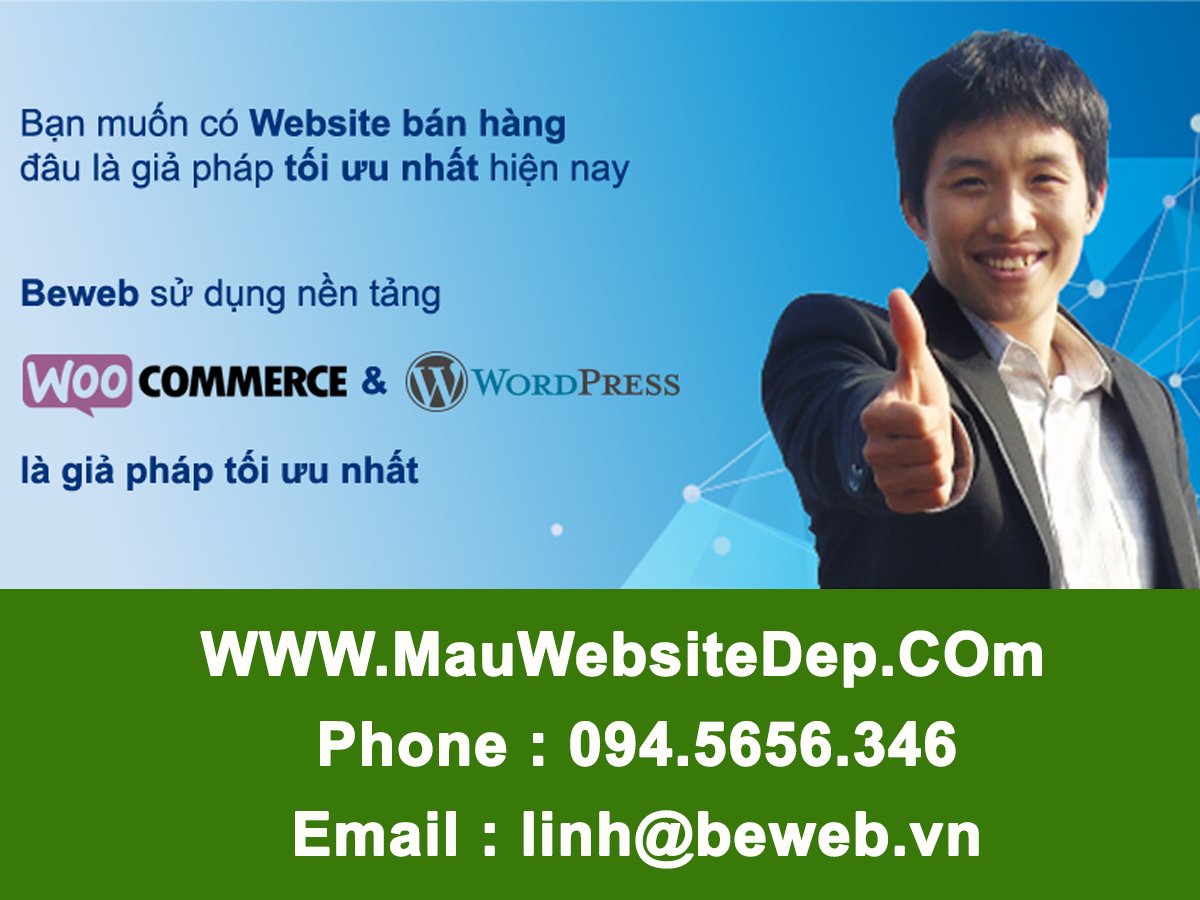 Bạn muốn có Website bán hàng
đâu là giả pháp tối ưu nhất hiện nay
Beweb sử dụng nền tảng
WOO COMMERCE & W WORDPRESS
là giả pháp tối ưu nhất
WWW.MauWebsiteDep.COm
Phone : 094.5656.346
Email : linh@beweb.vn